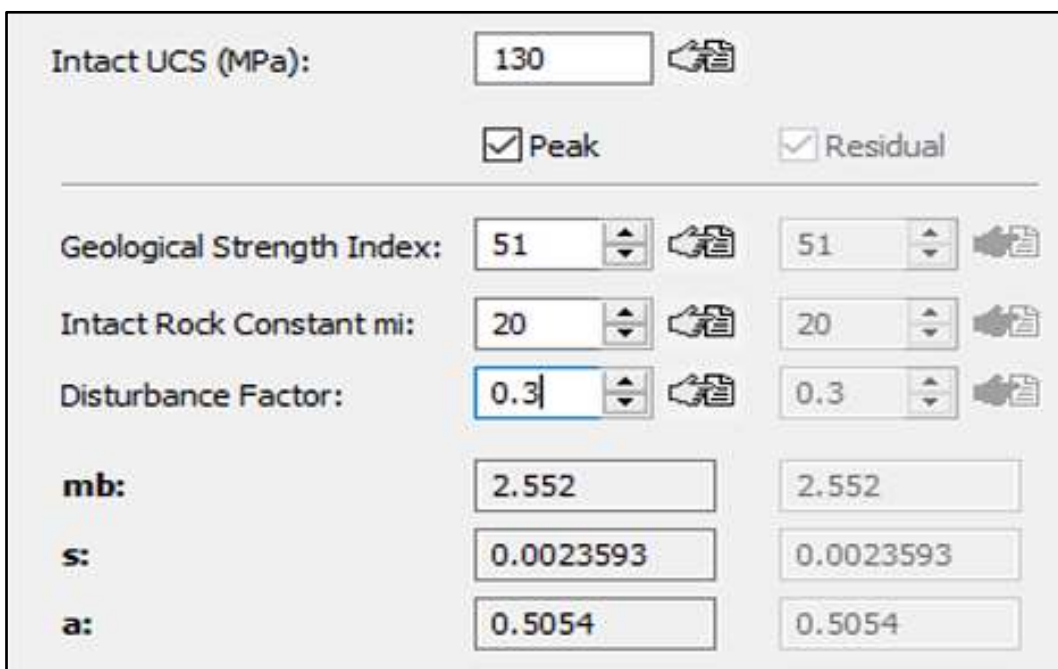 Intact UCS (MPa): 130
Peak Residual
Geological Strength Index: 51 51
Intact Rock Constant mi: 20 20
Disturbance Factor: 0.3 0.3
mb: 2.552 2.552
s: 0.0023593 0.0023593
a: 0.5054 0.5054